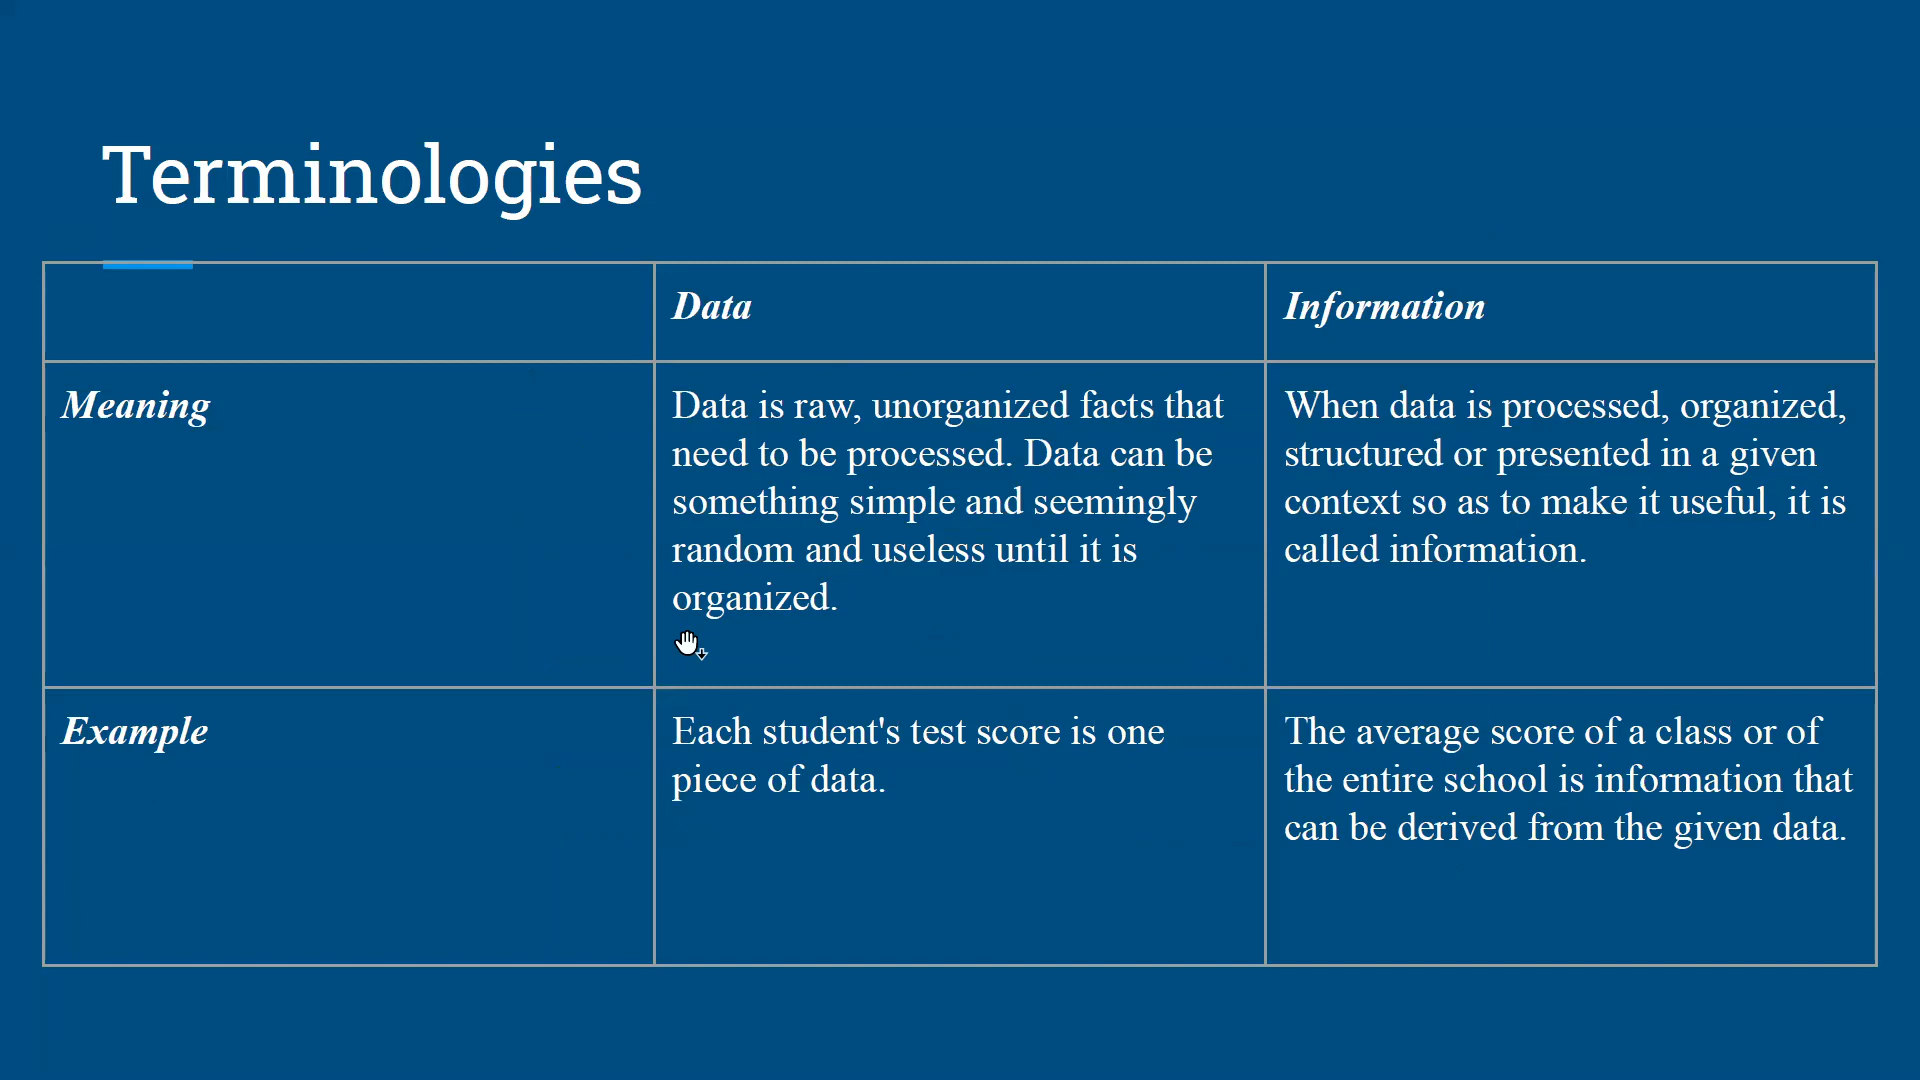 Terminologies
Data
Information
Meaning
Data is raw, unorganized facts that
need to be processed. Data can be
something simple and seemingly
random and useless until it is
organized.
When data is processed, organized,
structured or presented in a given
context so as to make it useful, it is
called information.
Example
Each student's test score is one
piece of data.
The average score of a class or of
the entire school is information that
can be derived from the given data.